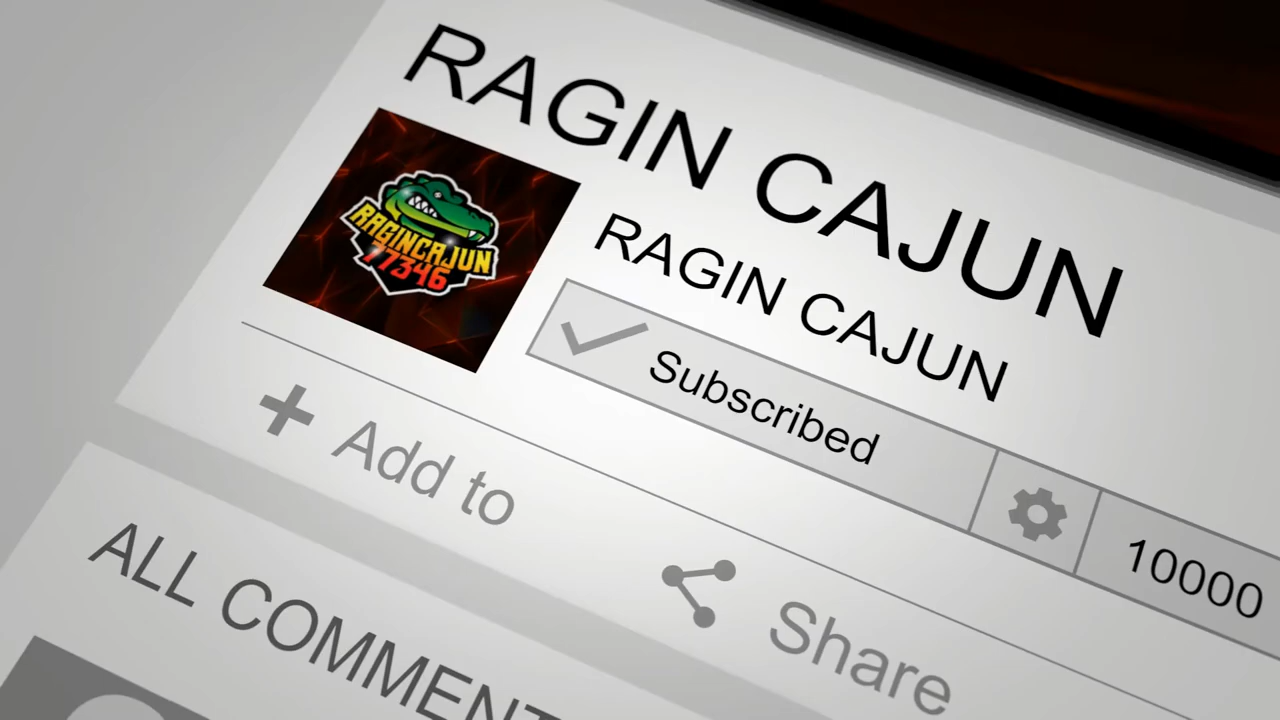 RAGIN CAJUN
RAGINCAJUN
77346
RAGIN CAJUN
Subscribed
10000
Add to
Share
ALL COMMENT